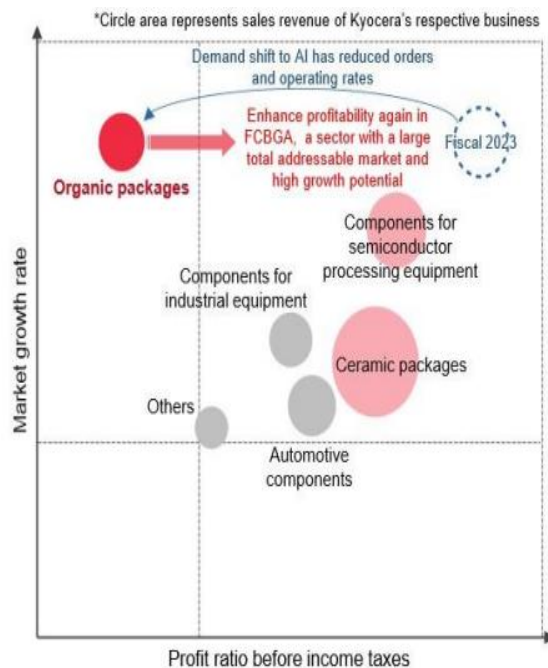 *Circle area represents sales revenue of Kyocera's respective business
Demand shift to AI has reduced orders
and operating rates
Enhance profitability again in
FCBGA, a sector with a large
total addressable market and
high growth potential
Fiscal 2023
Organic packages
Components for
semiconductor
processing equipment
Components for
industrial equipment
Ceramic packages
Others
Automotive
components
Market growth rate
Profit ratio before income taxes